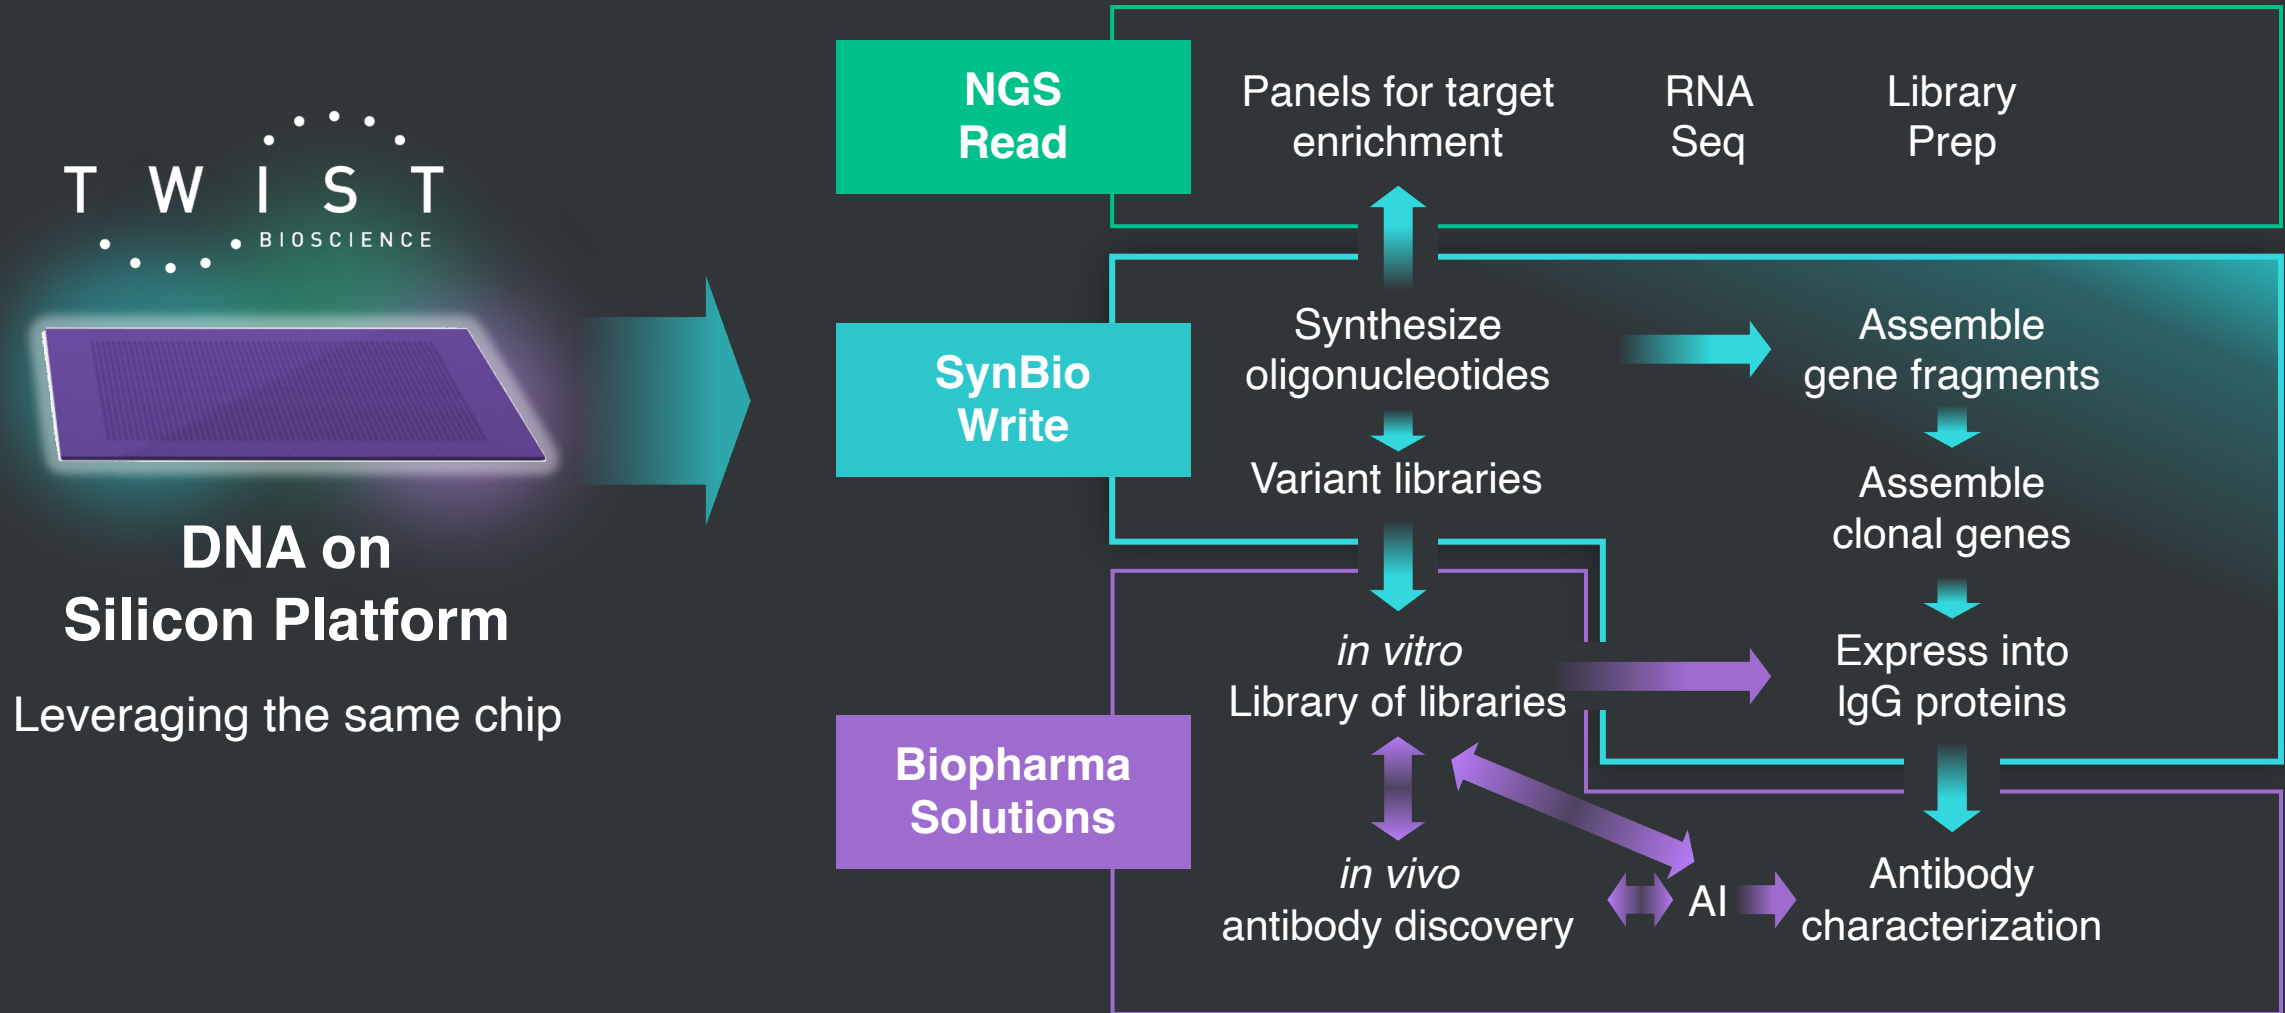 TWIST
BIOSCIENCE
DNA on
Silicon Platform
Leveraging the same chip
NGS
Read
Panels for target
enrichment
RNA
Seq
Library
Prep
SynBio
Write
Synthesize
oligonucleotides
Assemble
gene fragments
Variant libraries
Assemble
clonal genes
Biopharma
Solutions
in vitro
Library of libraries
Express into
IgG proteins
in vivo
antibody discovery
AI
Antibody
characterization